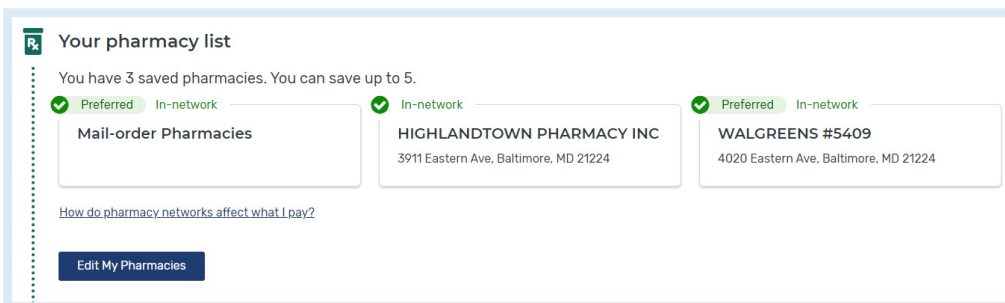 Rx
Your pharmacy list
You have 3 saved pharmacies. You can save up to 5.
Preferred In-network
Mail-order Pharmacies
In-network
HIGHLANDTOWN PHARMACY INC
3911 Eastern Ave, Baltimore, MD 21224
Preferred In-network
WALGREENS #5409
4020 Eastern Ave, Baltimore, MD 21224
How do pharmacy networks affect what I pay?
Edit My Pharmacies